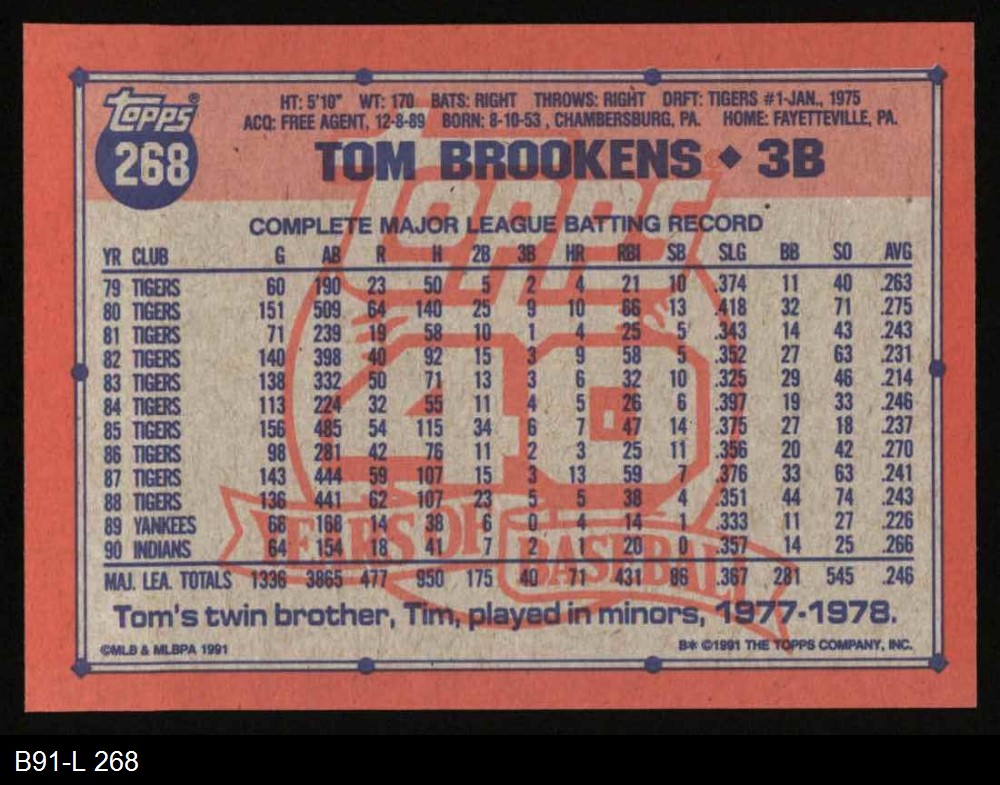 Topps®
268
HT: 5'10" WT: 170 BATS: RIGHT THROWS: RIGHT DRFT: TIGERS #1-JAN., 1975
ACQ: FREE AGENT, 12-8-89 BORN: 8-10-53 , CHAMBERSBURG, PA. HOME: FAYETTEVILLE, PA.
TOM BROOKENS ◆ 3B
TOPPS
40
YEARS OF
BASEBALL
COMPLETE MAJOR LEAGUE BATTING RECORD
YR CLUB G AB R H 2B 3B HR RBI SB SLG BB SO AVG
79 TIGERS 60 190 23 50 5 2 4 21 10 .374 11 40 .263
80 TIGERS 151 509 64 140 25 9 10 66 13 .418 32 71 .275
81 TIGERS 71 239 19 58 10 1 4 25 5 .343 14 43 .243
82 TIGERS 140 398 40 92 15 3 9 58 5 .352 27 63 .231
83 TIGERS 138 332 50 71 13 3 6 32 10 .325 29 46 .214
84 TIGERS 113 224 32 55 11 4 5 26 6 .397 19 33 .246
85 TIGERS 156 485 54 115 34 6 7 47 14 .375 27 18 .237
86 TIGERS 98 281 42 76 11 2 3 25 11 .356 20 42 .270
87 TIGERS 143 444 59 107 15 3 13 59 7 .376 33 63 .241
88 TIGERS 136 441 62 107 23 5 5 38 4 .351 44 74 .243
89 YANKEES 66 168 14 38 6 0 4 14 1 .333 11 27 .226
90 INDIANS 64 154 18 41 7 2 1 20 0 .357 14 25 .266
MAJ. LEA. TOTALS 1336 3865 477 950 175 40 71 431 86 .367 281 545 .246
Tom's twin brother, Tim, played in minors, 1977-1978.
©MLB & MLBPA 1991 B* ©1991 THE TOPPS COMPANY, INC.
B91-L 268